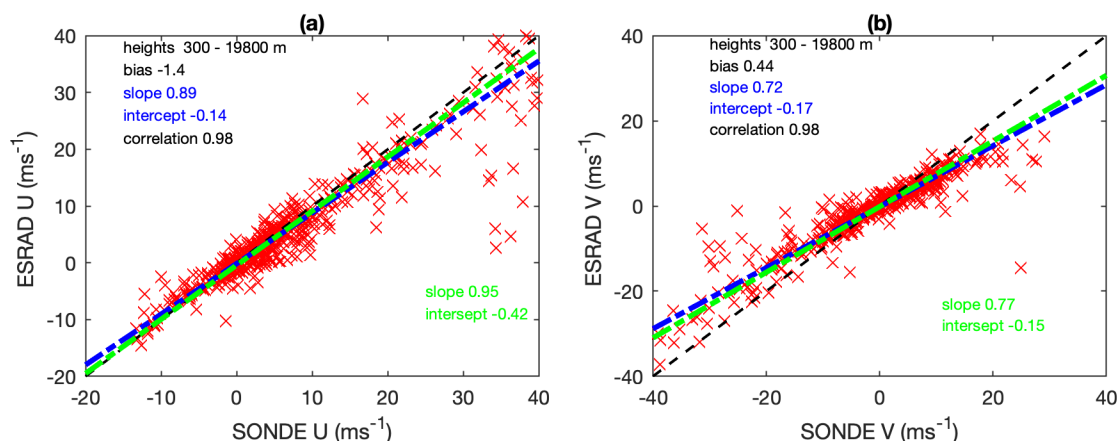 (a)
heights 300 - 19800 m
bias -1.4
slope 0.89
intercept -0.14
correlation 0.98
slope 0.95
intersept -0.42
40
30
20
10
0
-10
-20
-20
-10
0
10
20
30
40
ESRAD U (ms⁻¹)
SONDE U (ms⁻¹)
(b)
heights 300 - 19800 m
bias 0.44
slope 0.72
intercept -0.17
correlation 0.98
slope 0.77
intersept -0.15
40
20
0
-20
-40
-40
-20
0
20
40
ESRAD V (ms⁻¹)
SONDE V (ms⁻¹)